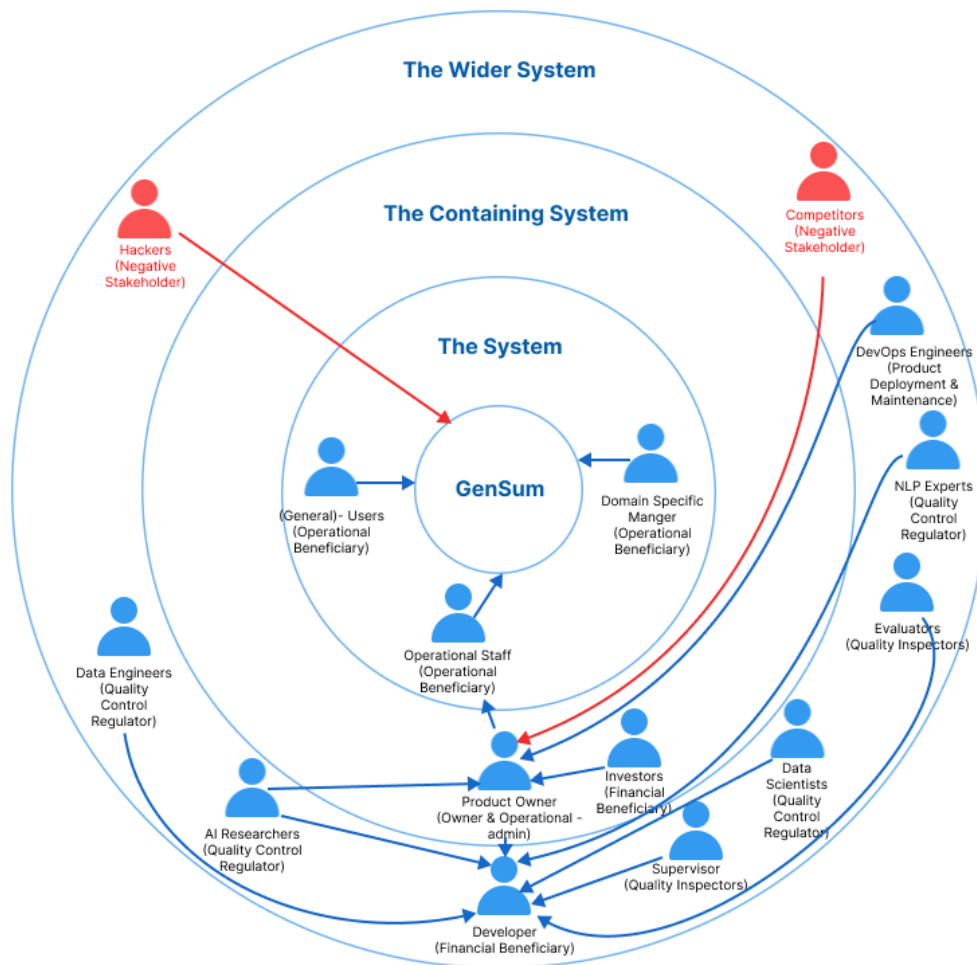 The Wider System
Hackers
(Negative
Stakeholder)
Competitors
(Negative
Stakeholder)
The Containing System
DevOps Engineers
(Product
Deployment &
Maintenance)
The System
NLP Experts
(Quality
Control
Regulator)
GenSum
(General)- Users
(Operational
Beneficiary)
Domain Specific
Manger
(Operational
Beneficiary)
Evaluators
(Quality Inspectors)
Operational Staff
(Operational
Beneficiary)
Data Engineers
(Quality
Control
Regulator)
Investors
(Financial
Beneficiary)
Data
Scientists
(Quality
Control
Regulator)
Product Owner
(Owner & Operational -
admin)
AI Researchers
(Quality Control
Regulator)
Supervisor
(Quality Inspectors)
Developer
(Financial Beneficiary)